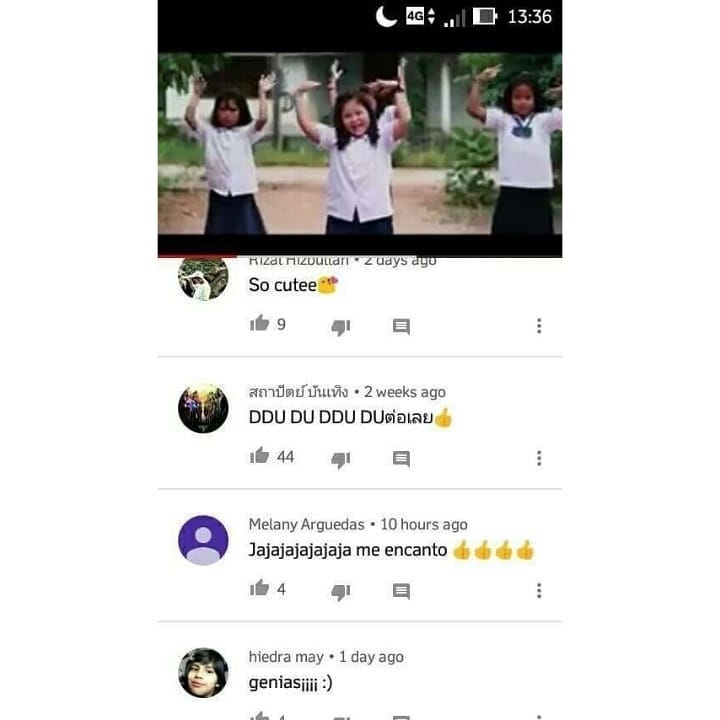 4G 13:36
Rizal Hizbullah • 2 days ago
So cutee
9
สถาปัตย์ บันเทิง • 2 weeks ago
DDU DU DDU DUต่อเลย
44
Melany Arguedas • 10 hours ago
Jajajajajajaja me encanto
4
hiedra may • 1 day ago
genias¡¡¡¡ :)
4